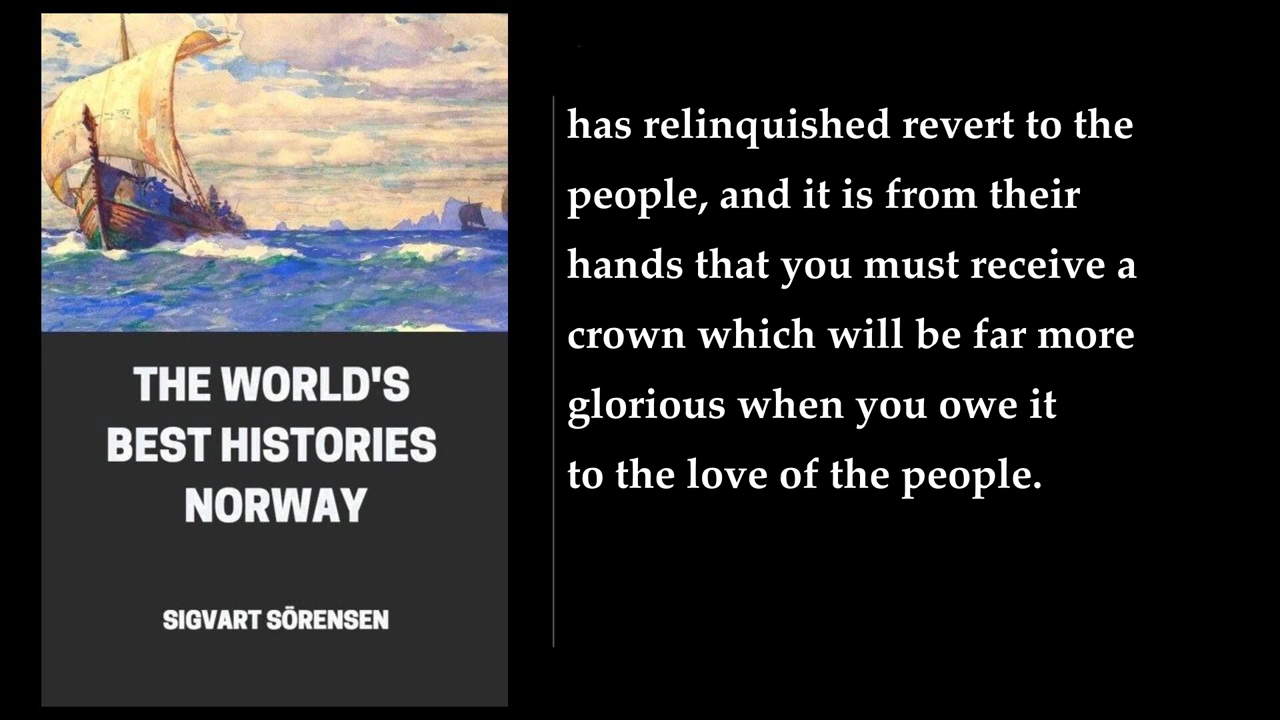 THE WORLD'S
BEST HISTORIES
NORWAY
SIGVART SÖRENSEN
has relinquished revert to the
people, and it is from their
hands that you must receive a
crown which will be far more
glorious when you owe it
to the love of the people.